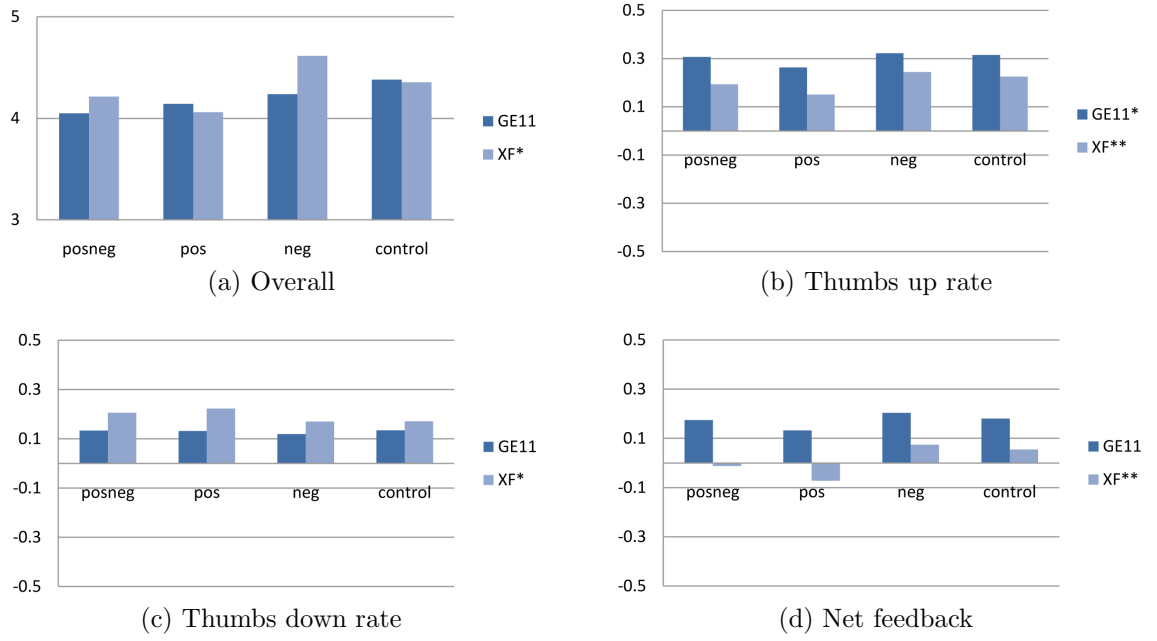 5
4
3
posneg pos neg control
GE11
XF*
(a) Overall
0.5
0.3
0.1
-0.1
-0.3
-0.5
posneg pos neg control
GE11*
XF**
(b) Thumbs up rate
0.5
0.3
0.1
-0.1
-0.3
-0.5
posneg pos neg control
GE11
XF*
(c) Thumbs down rate
0.5
0.3
0.1
-0.1
-0.3
-0.5
posneg pos neg control
GE11
XF**
(d) Net feedback